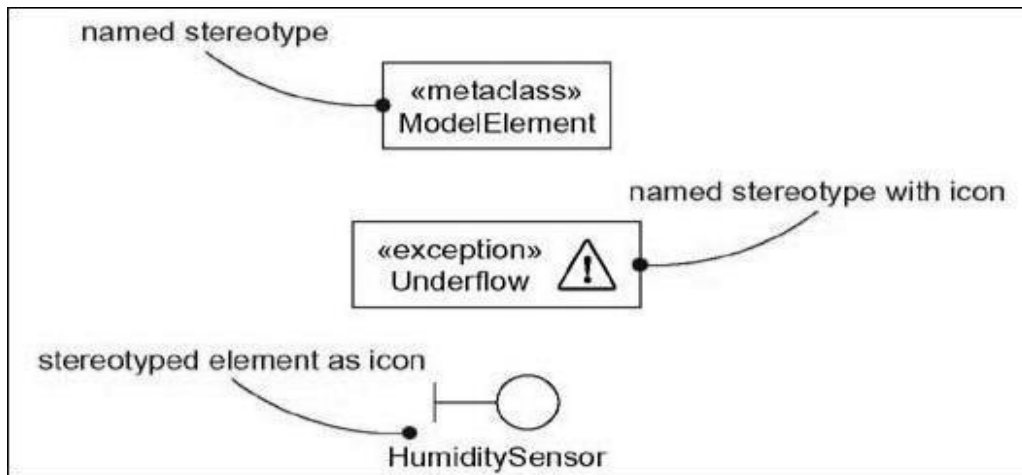 named stereotype
«metaclass»
ModelElement
named stereotype with icon
«exception»
Underflow
!
stereotyped element as icon
HumiditySensor